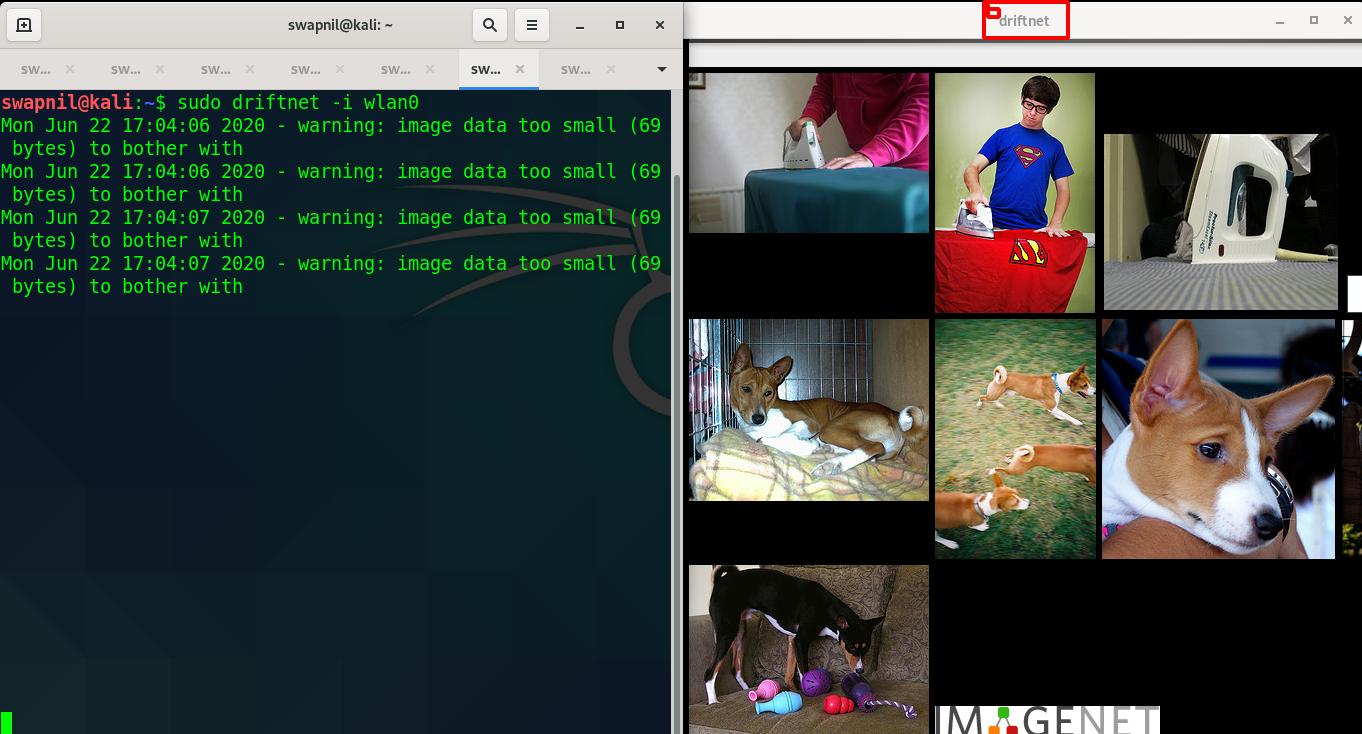 swapnil@kali: ~
driftnet
sw...
sw...
sw...
sw...
sw...
sw...
sw...
swapnil@kali:~$ sudo driftnet -i wlan0
Mon Jun 22 17:04:06 2020 - warning: image data too small (69
bytes) to bother with
Mon Jun 22 17:04:06 2020 - warning: image data too small (69
bytes) to bother with
Mon Jun 22 17:04:07 2020 - warning: image data too small (69
bytes) to bother with
Mon Jun 22 17:04:07 2020 - warning: image data too small (69
bytes) to bother with
IMAGENET